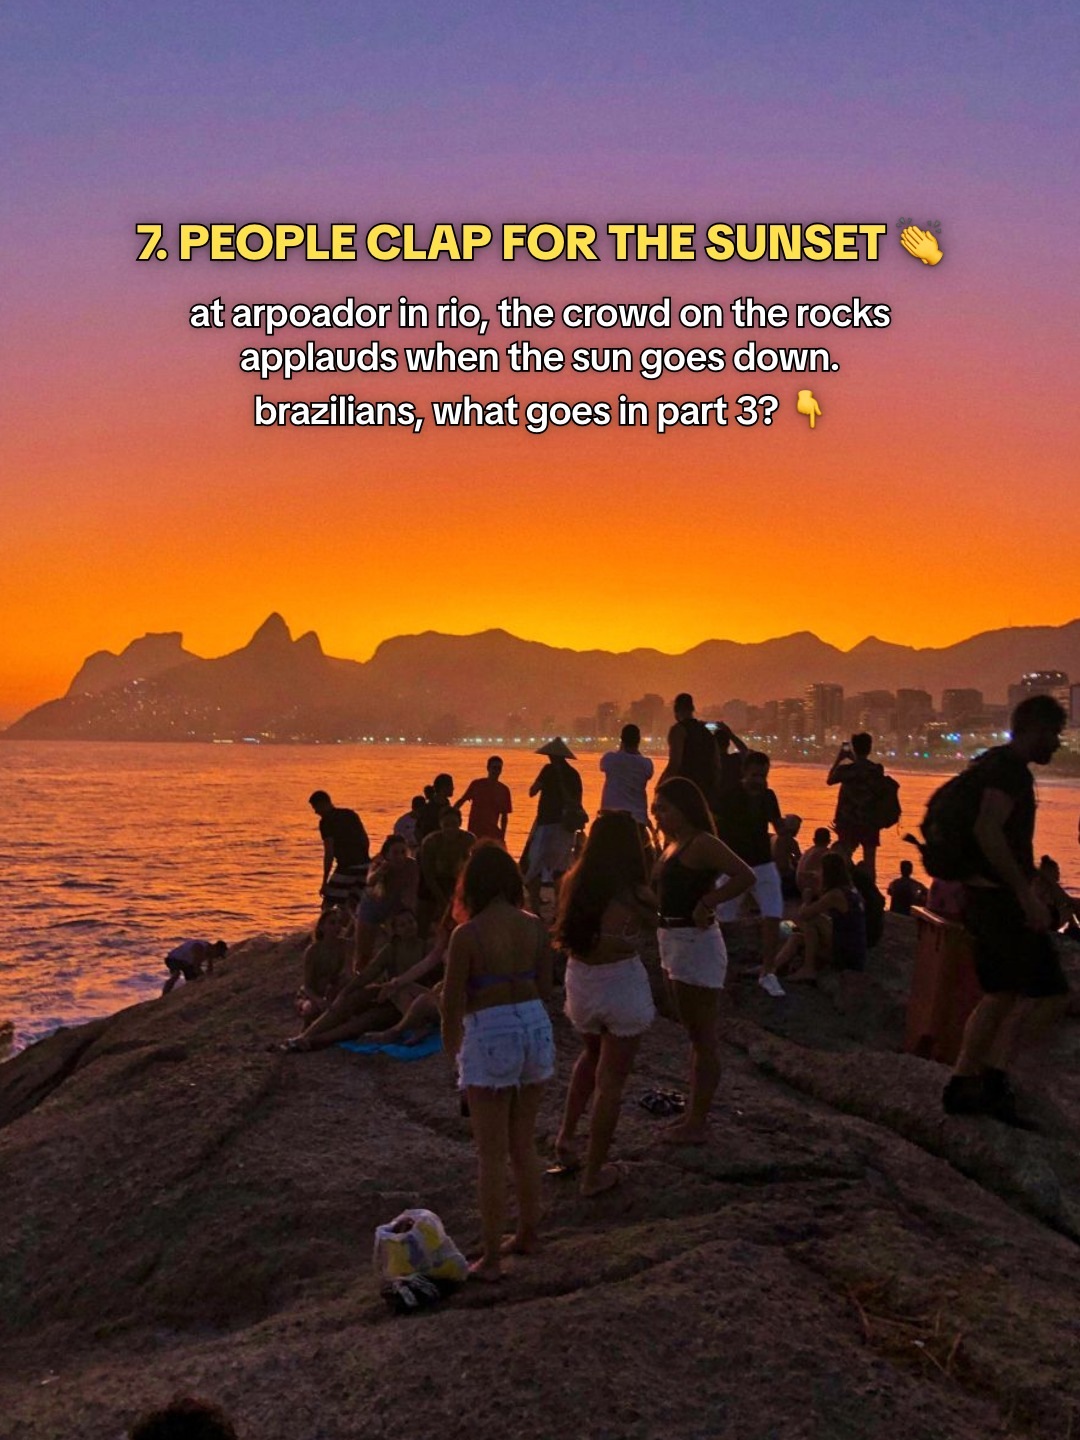 7. PEOPLE CLAP FOR THE SUNSET 👏
at arpoador in rio, the crowd on the rocks
applauds when the sun goes down.
brazilians, what goes in part 3? 👇